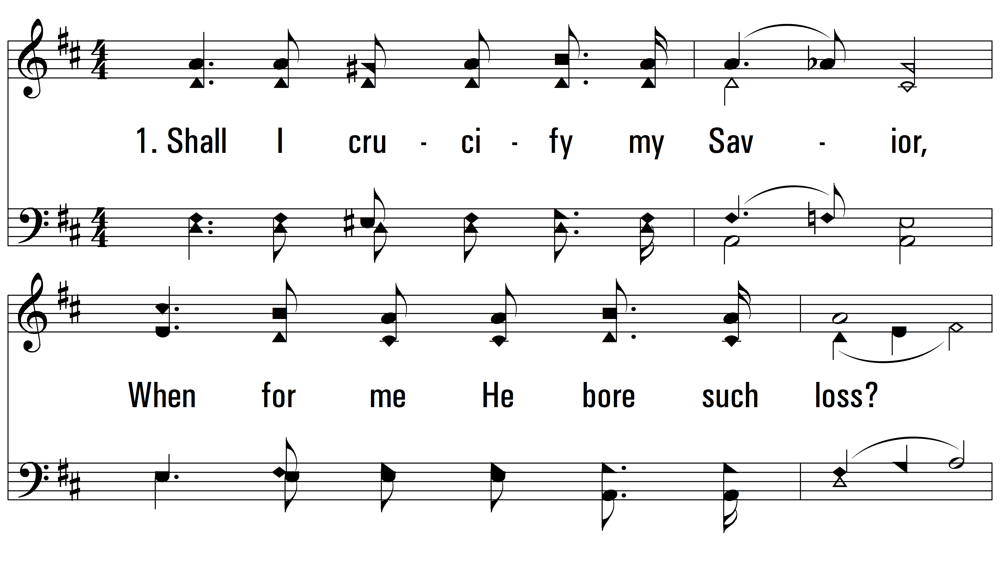 1. Shall I cru - ci - fy my Sav - ior,
When for me He bore such loss?